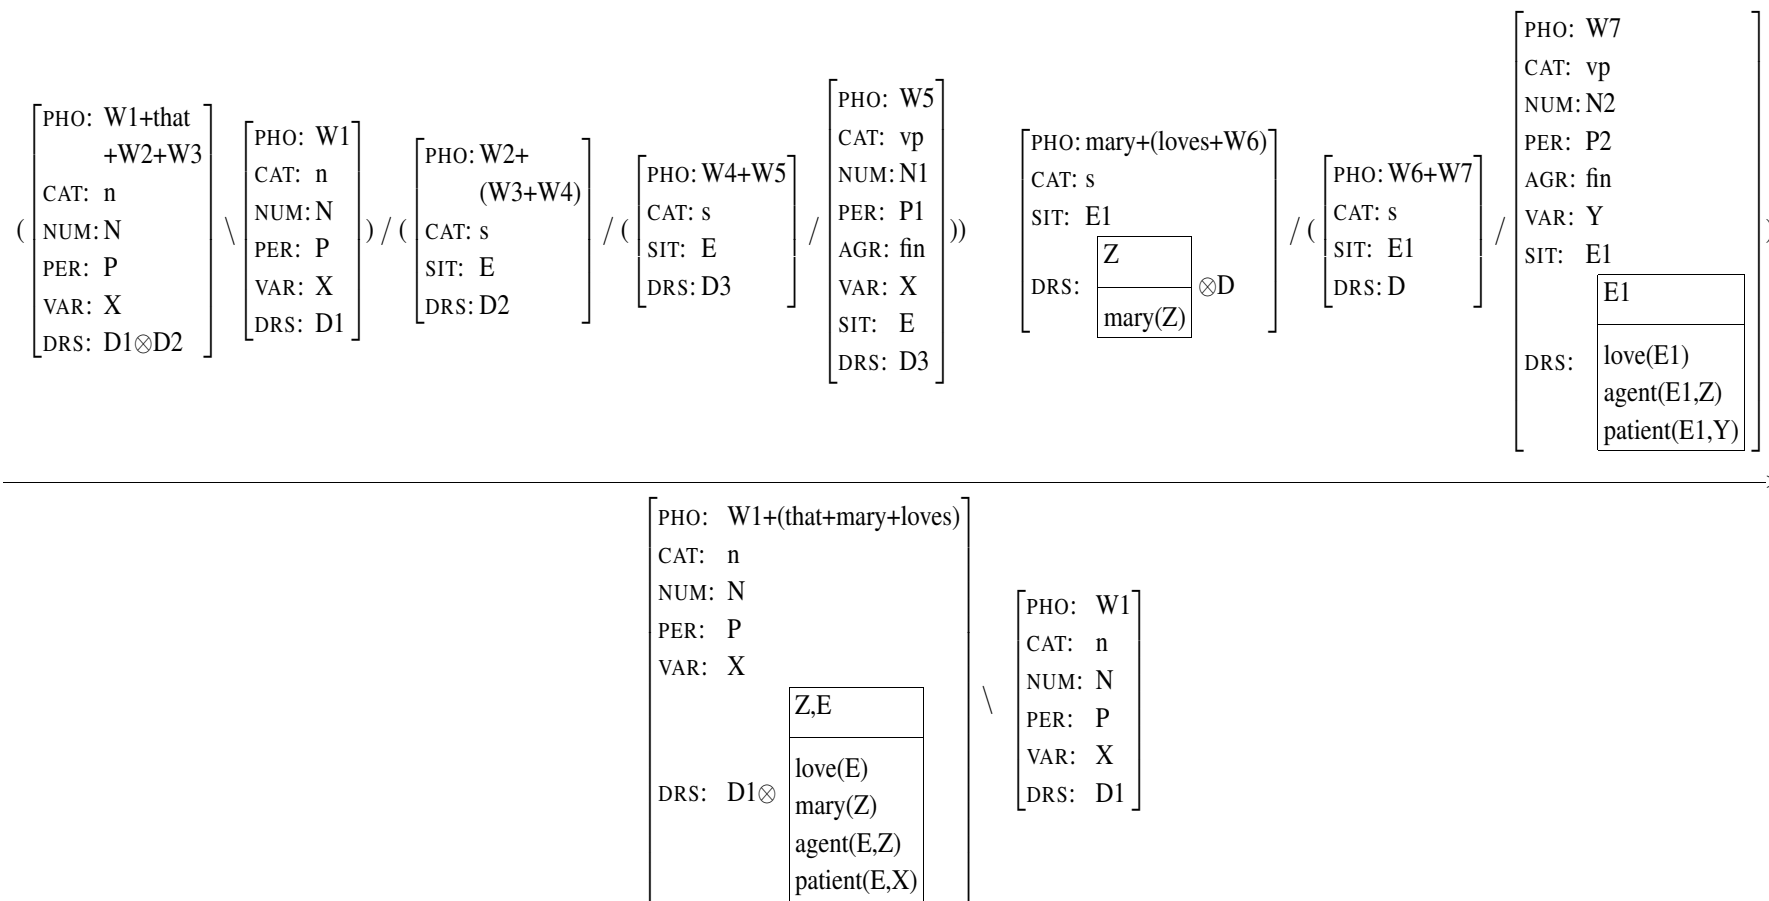 ( [PHO: W1+that +W2+W3
CAT: n
NUM: N
PER: P
VAR: X
DRS: D1⊗D2]
\
[PHO: W1
CAT: n
NUM: N
PER: P
VAR: X
DRS: D1]
) / (
[PHO: W2+ (W3+W4)
CAT: s
SIT: E
DRS: D2]
/ (
[PHO: W4+W5
CAT: s
SIT: E
DRS: D3]
/
[PHO: W5
CAT: vp
NUM: N1
PER: P1
AGR: fin
VAR: X
SIT: E
DRS: D3]
))
[PHO: mary+(loves+W6)
CAT: s
SIT: E1
DRS:
Z
mary(Z)
⊗D]
/ (
[PHO: W6+W7
CAT: s
SIT: E1
DRS: D]
/
[PHO: W7
CAT: vp
NUM: N2
PER: P2
AGR: fin
VAR: Y
SIT: E1
DRS:
E1
love(E1)
agent(E1,Z)
patient(E1,Y)]
)
[PHO: W1+(that+mary+loves)
CAT: n
NUM: N
PER: P
VAR: X
DRS: D1⊗
Z,E
love(E)
mary(Z)
agent(E,Z)
patient(E,X)
\
[PHO: W1
CAT: n
NUM: N
PER: P
VAR: X
DRS: D1]